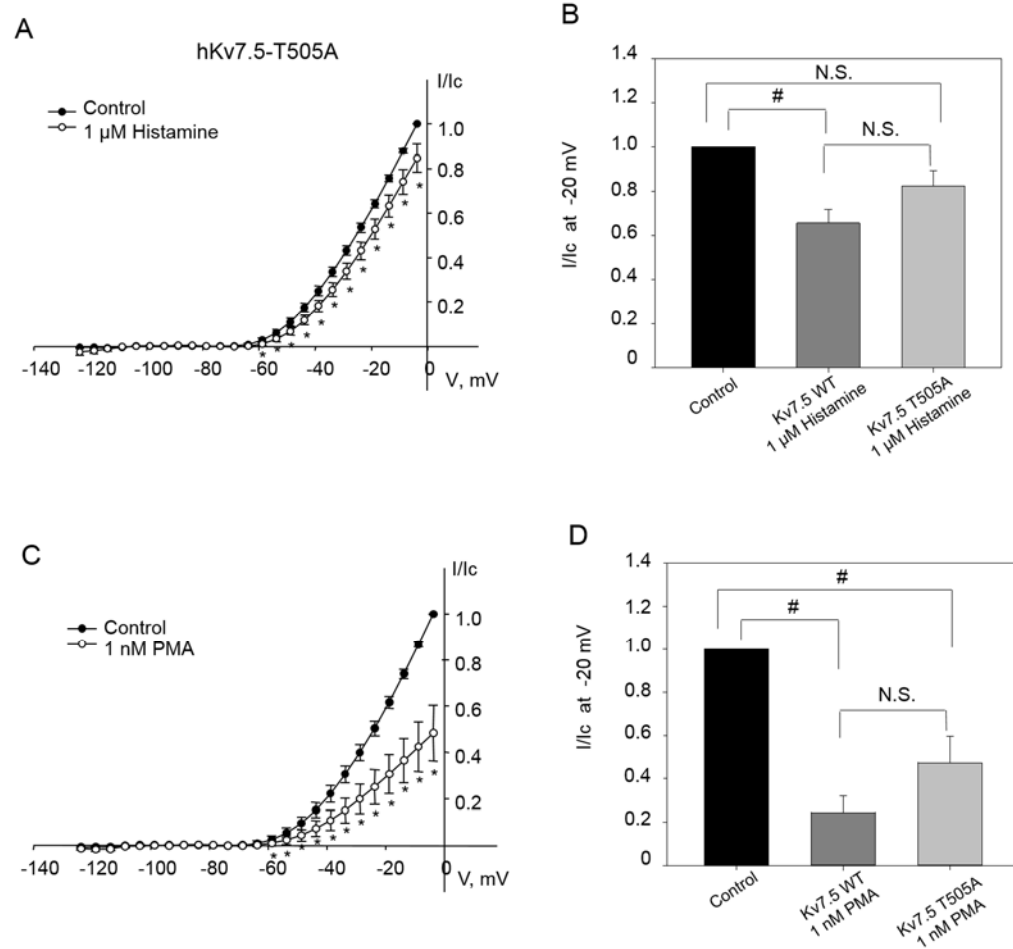 A
hKv7.5-T505A
I/Ic
Control
1 µM Histamine
1.0
0.8
0.6
0.4
0.2
-140 -120 -100 -80 -60 -40 -20 0
V, mV
* * * * * * * * * * * *
B
I/Ic at -20 mV
1.4
1.2
1.0
0.8
0.6
0.4
0.2
0
N.S.
#
N.S.
Control
Kv7.5 WT
1 µM Histamine
Kv7.5 T505A
1 µM Histamine
C
I/Ic
Control
1 nM PMA
1.0
0.8
0.6
0.4
0.2
-140 -120 -100 -80 -60 -40 -20 0
V, mV
* * * * * * * * * * * *
D
I/Ic at -20 mV
1.4
1.2
1.0
0.8
0.6
0.4
0.2
0
#
#
N.S.
Control
Kv7.5 WT
1 nM PMA
Kv7.5 T505A
1 nM PMA